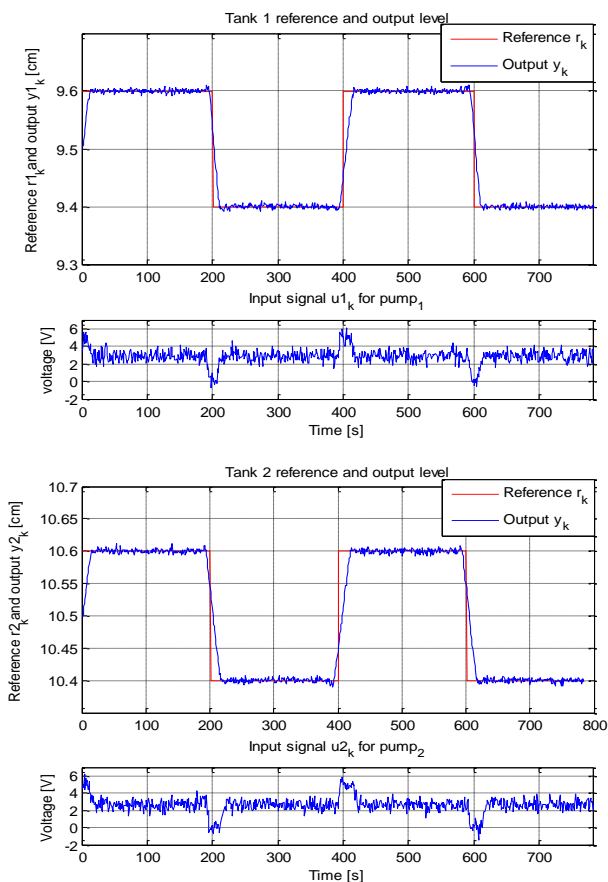 Tank 1 reference and output level
Reference r1k and output y1k [cm]
9.6
9.5
9.4
9.3
Reference rk
Output yk
0 100 200 300 400 500 600 700
Input signal u1k for pump1
voltage [V]
6
4
2
0
-2
0 100 200 300 400 500 600 700
Time [s]
Tank 2 reference and output level
Reference r2k and output y2k [cm]
10.7
10.65
10.6
10.55
10.5
10.45
10.4
Reference rk
Output yk
0 100 200 300 400 500 600 700 800
Input signal u2k for pump2
Voltage [V]
6
4
2
0
-2
0 100 200 300 400 500 600 700
Time [s]